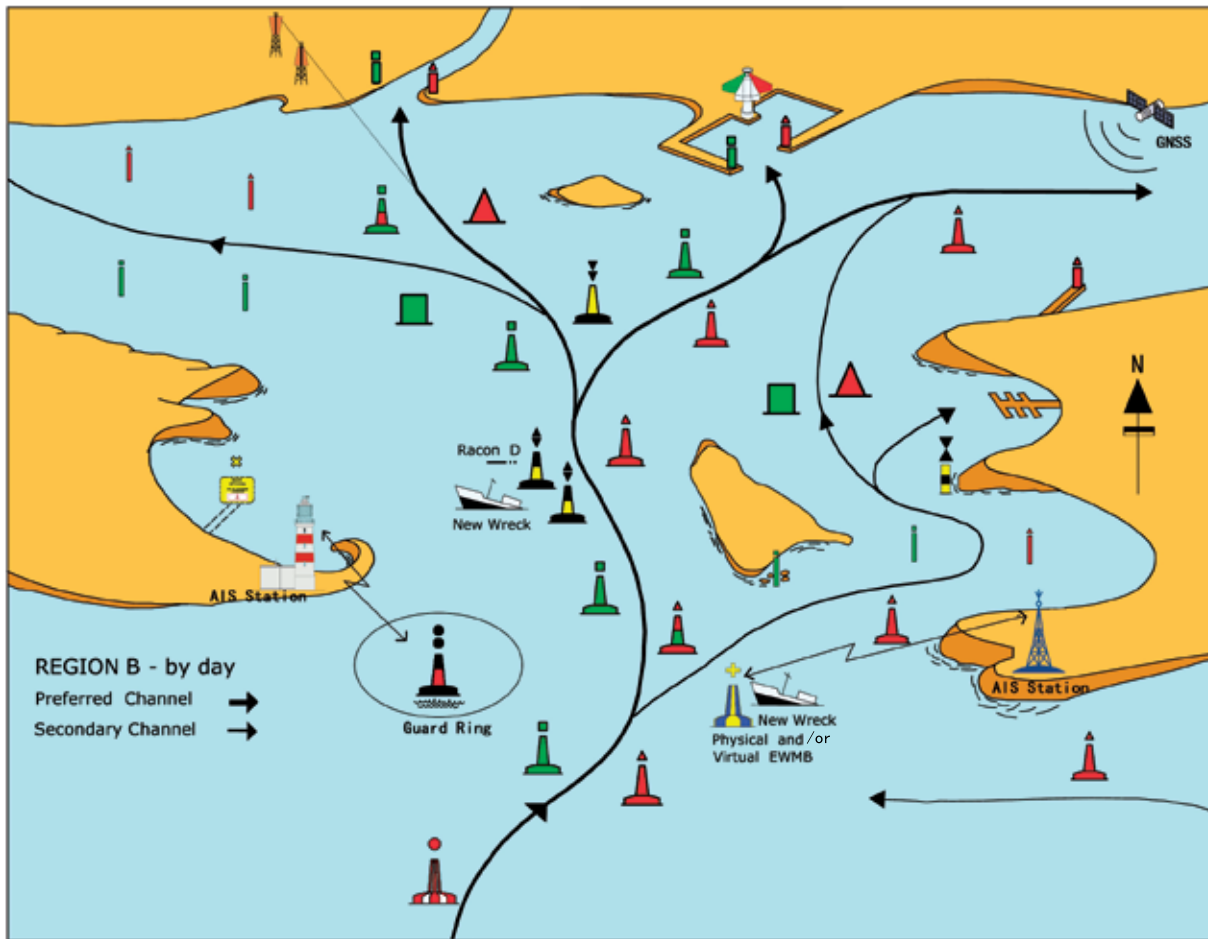 GNSS
N
Racon D
New Wreck
AIS Station
REGION B - by day
Preferred Channel
Secondary Channel
Guard Ring
AIS Station
New Wreck
Physical and/or
Virtual EWMB